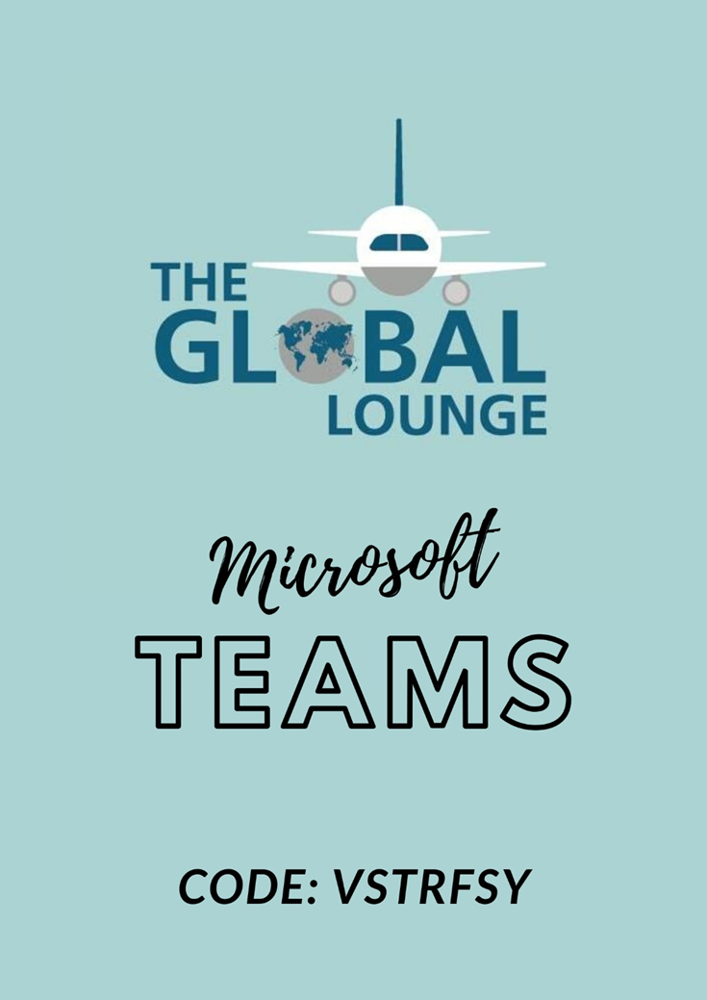 THE
GLOBAL
LOUNGE
Microsoft
TEAMS
CODE: VSTRFSY